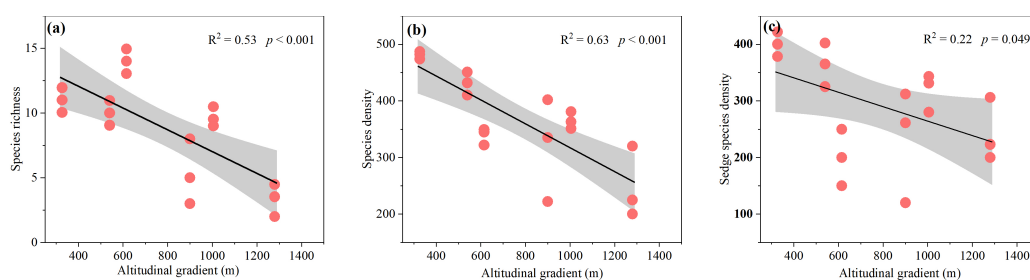 (a)
R² = 0.53 p < 0.001
Species richness
15
10
5
0
400 600 800 1000 1200 1400
Altitudinal gradient (m)
(b)
R² = 0.63 p < 0.001
Species density
500
400
300
200
400 600 800 1000 1200 1400
Altitudinal gradient (m)
(c)
R² = 0.22 p = 0.049
Sedge species density
400
300
200
100
400 600 800 1000 1200 1400
Altitudinal gradient (m)